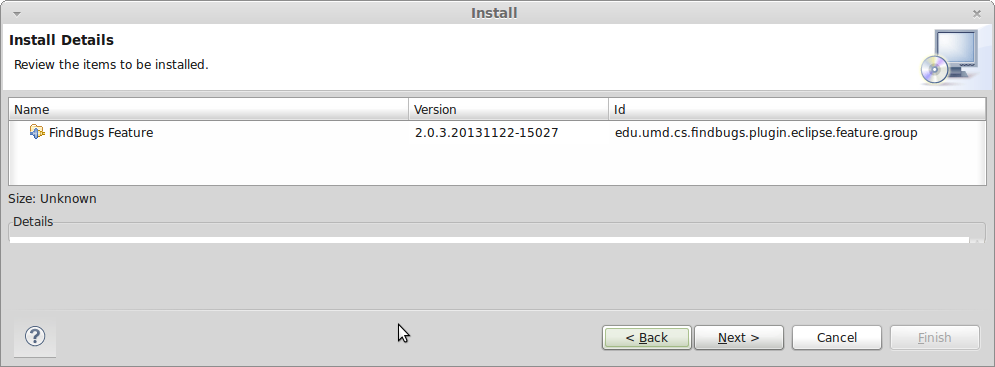 Install
Install Details
Review the items to be installed.
Name Version Id
FindBugs Feature 2.0.3.20131122-15027 edu.umd.cs.findbugs.plugin.eclipse.feature.group
Size: Unknown
Details
? < Back Next > Cancel Finish